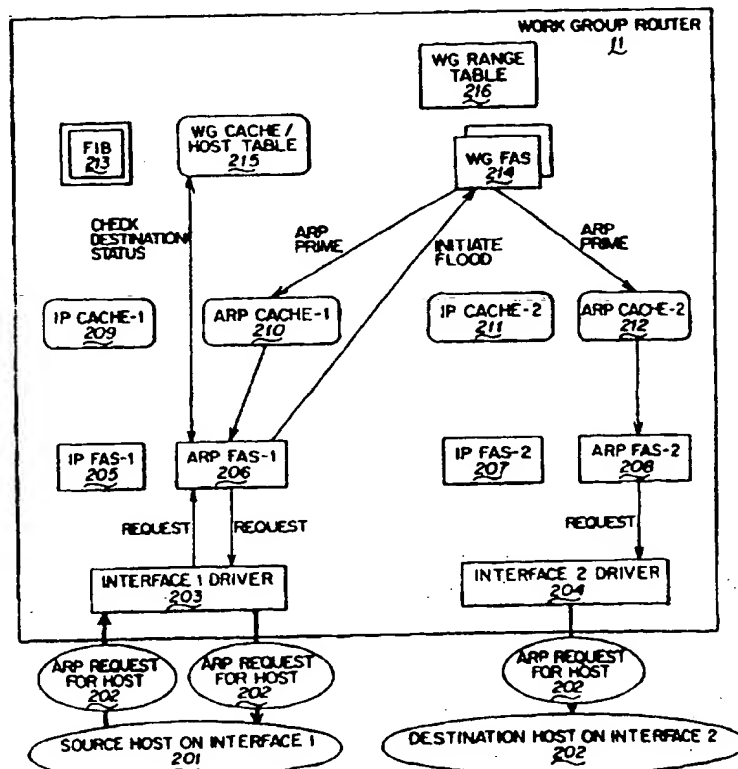 WORK GROUP ROUTER
11
WG RANGE
TABLE
216
FIB
213
WG CACHE /
HOST TABLE
215
WG FAS
214
CHECK
DESTINATION
STATUS
ARP
PRIME
INITIATE
FLOOD
ARP
PRIME
IP CACHE-1
209
ARP CACHE-1
210
IP CACHE-2
211
ARP CACHE-2
212
IP FAS-1
205
ARP FAS-1
206
IP FAS-2
207
ARP FAS-2
208
REQUEST
REQUEST
REQUEST
INTERFACE 1 DRIVER
203
INTERFACE 2 DRIVER
204
ARP REQUEST
FOR HOST
202
ARP REQUEST
FOR HOST
202
ARP REQUEST
FOR HOST
202
SOURCE HOST ON INTERFACE 1
201
DESTINATION HOST ON INTERFACE 2
202